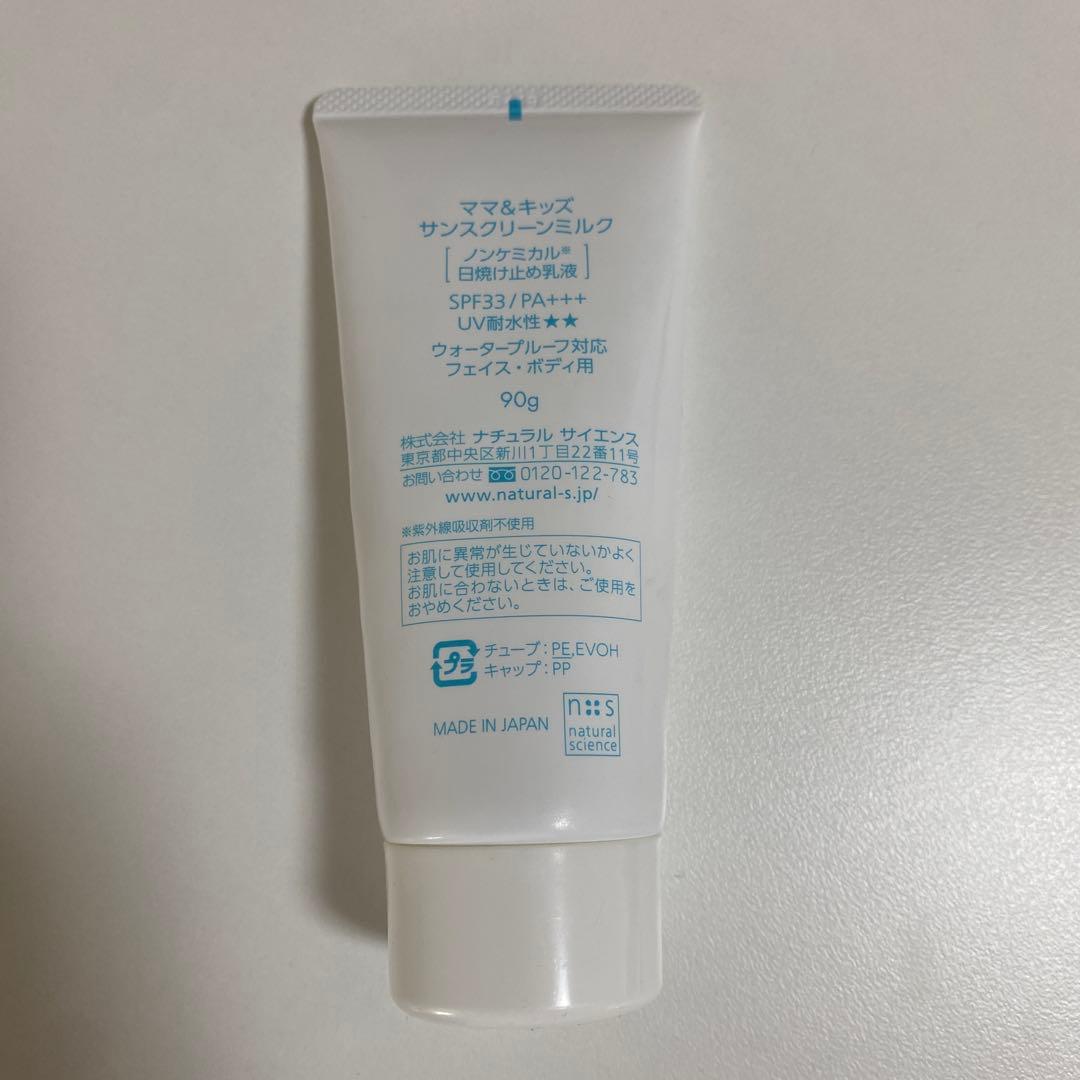 ママ&キッズ
サンスクリーンミルク
ノンケミカル※
日焼け止め乳液
SPF33/PA+++
UV耐水性★★
ウォータープルーフ対応
フェイス・ボディ用
90g
株式会社 ナチュラル サイエンス
東京都中央区新川1丁目22番11号
お問い合わせ 0120-122-783
www.natural-s.jp/
※紫外線吸収剤不使用
お肌に異常が生じていないかよく
注意して使用してください。
お肌に合わないときは、ご使用を
おやめください。
プラ
チューブ:PE,EVOH
キャップ:PP
MADE IN JAPAN
n::s
natural
science